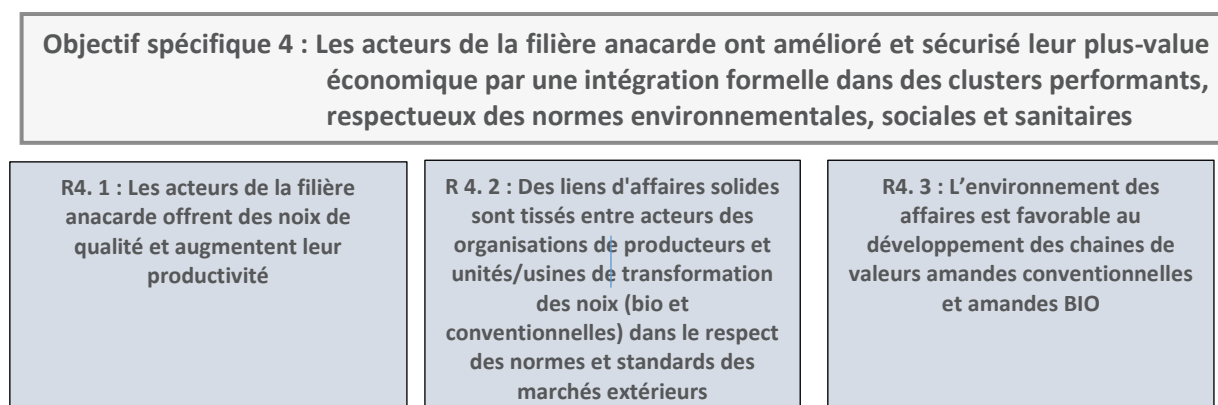 Objectif spécifique 4 : Les acteurs de la filière anacarde ont amélioré et sécurisé leur plus-value
économique par une intégration formelle dans des clusters performants,
respectueux des normes environnementales, sociales et sanitaires
R4. 1 : Les acteurs de la filière
anacarde offrent des noix de
qualité et augmentent leur
productivité
R 4. 2 : Des liens d'affaires solides
sont tissés entre acteurs des
organisations de producteurs et
unités/usines de transformation
des noix (bio et
conventionnelles) dans le respect
des normes et standards des
marchés extérieurs
R4. 3 : L’environnement des
affaires est favorable au
développement des chaines de
valeurs amandes conventionnelles
et amandes BIO